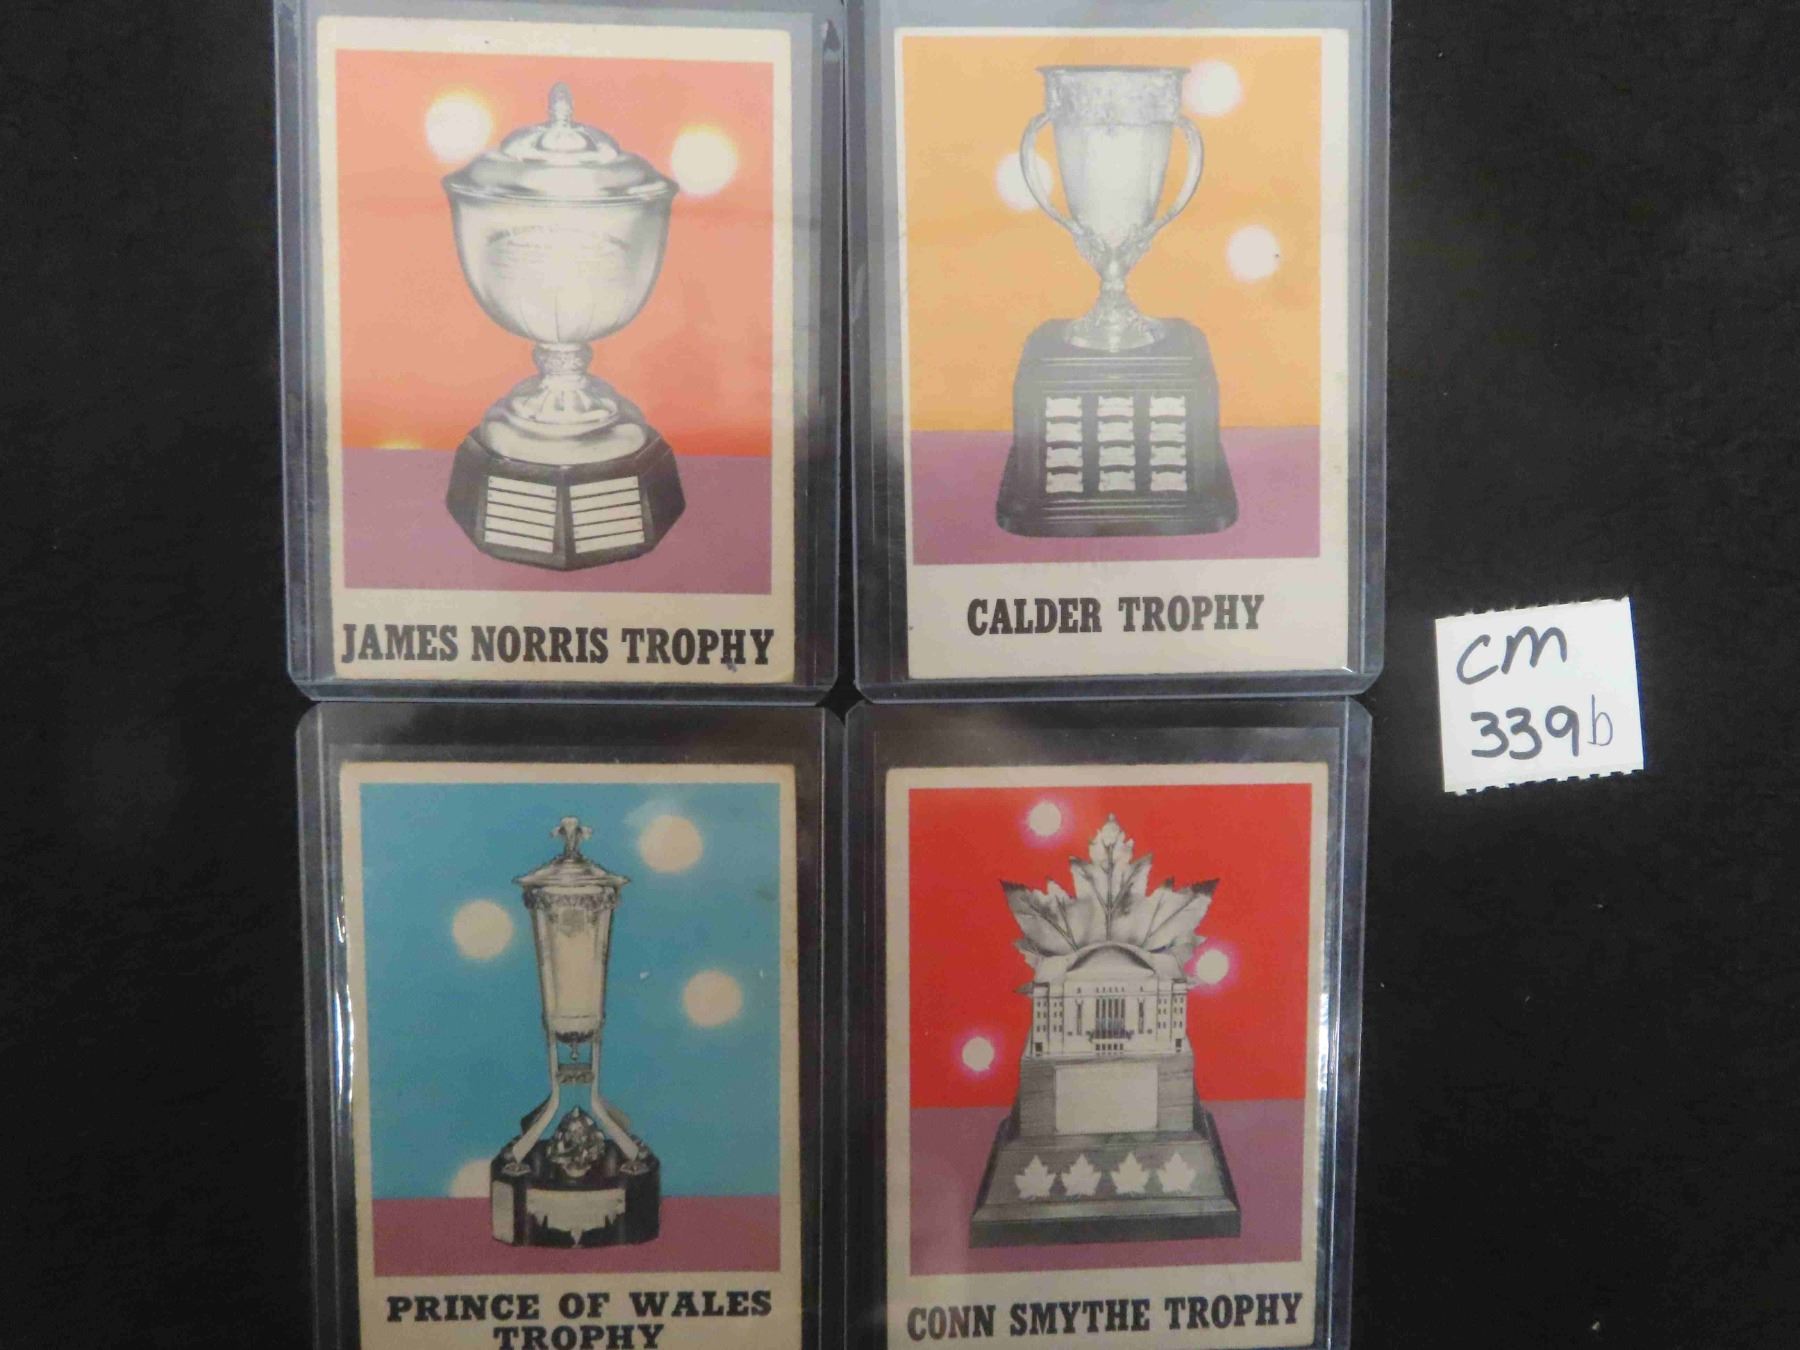 JAMES NORRIS TROPHY
CALDER TROPHY
cm
339b
PRINCE OF WALES
TROPHY
CONN SMYTHE TROPHY